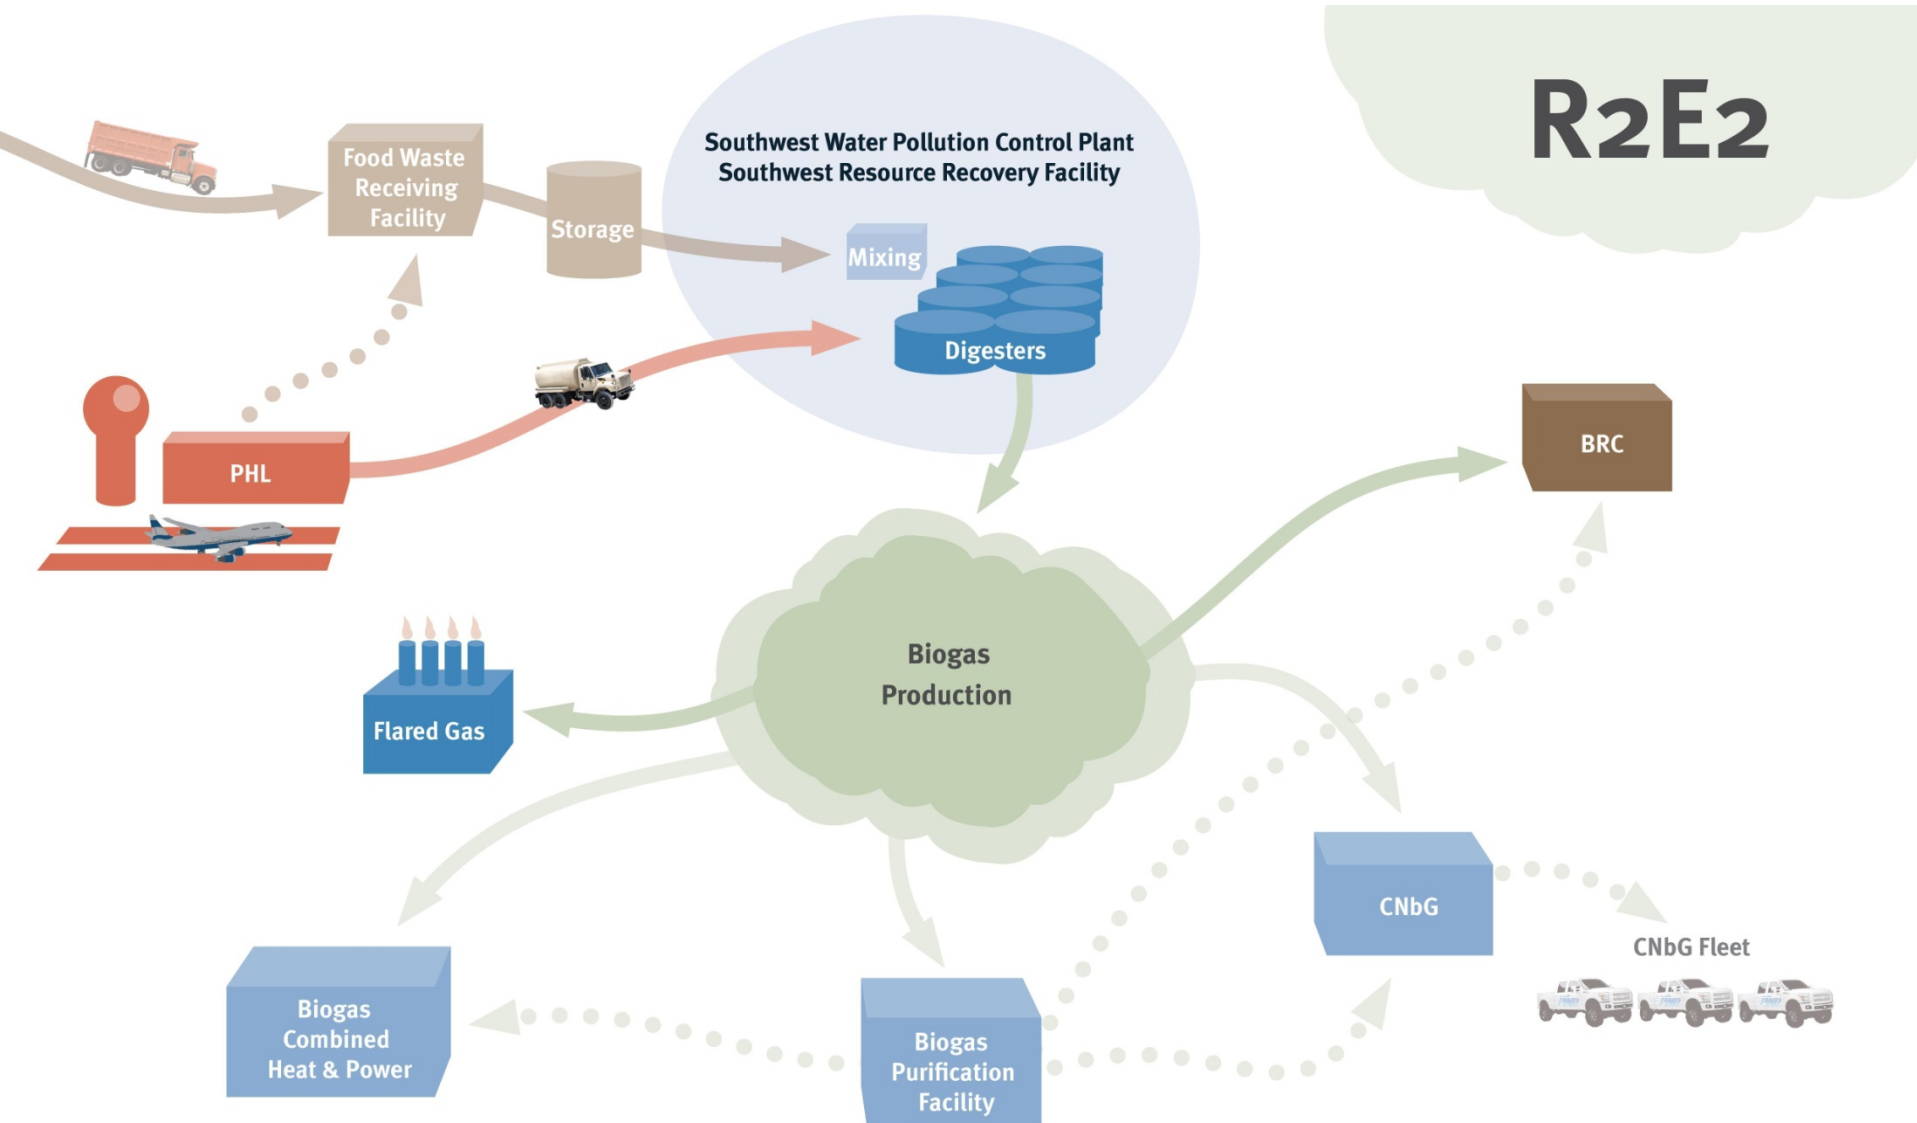 R2E2
Southwest Water Pollution Control Plant
Southwest Resource Recovery Facility
Food Waste
Receiving
Facility
Storage
Mixing
Digesters
PHL
BRC
Biogas
Production
Flared Gas
CNbG
CNbG Fleet
Biogas
Combined
Heat & Power
Biogas
Purification
Facility